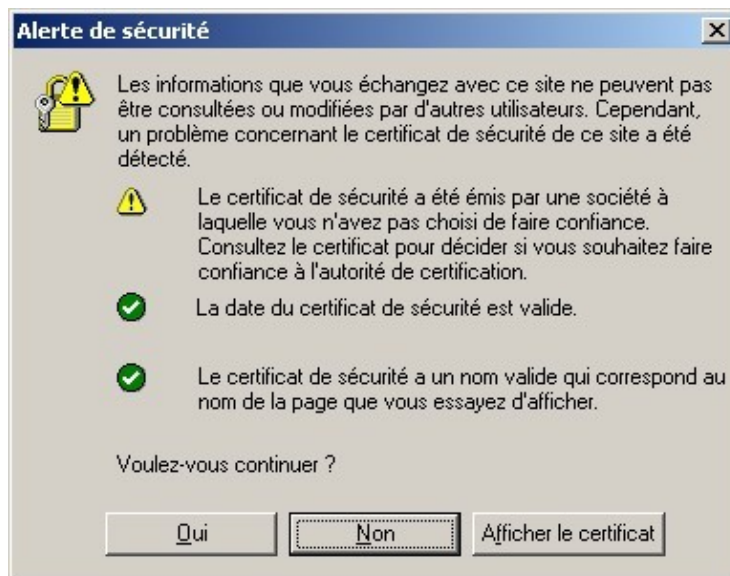 Alerte de sécurité
Les informations que vous échangez avec ce site ne peuvent pas
être consultées ou modifiées par d'autres utilisateurs. Cependant,
un problème concernant le certificat de sécurité de ce site a été
détecté.
Le certificat de sécurité a été émis par une société à
laquelle vous n'avez pas choisi de faire confiance.
Consultez le certificat pour décider si vous souhaitez faire
confiance à l'autorité de certification.
La date du certificat de sécurité est valide.
Le certificat de sécurité a un nom valide qui correspond au
nom de la page que vous essayez d'afficher.
Voulez-vous continuer ?
Oui
Non
Afficher le certificat